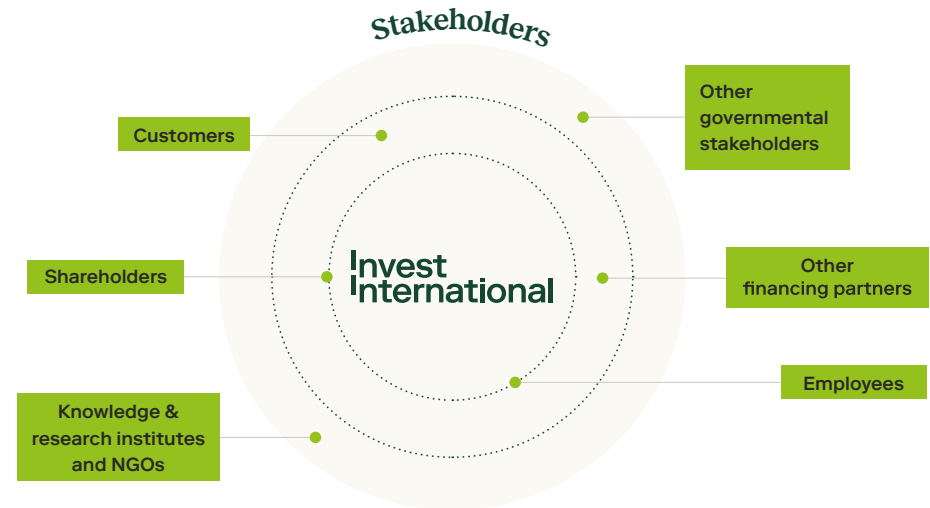 Stakeholders
Customers
Other
governmental
stakeholders
Shareholders
Invest
International
Other
financing partners
Employees
Knowledge &
research institutes
and NGOs